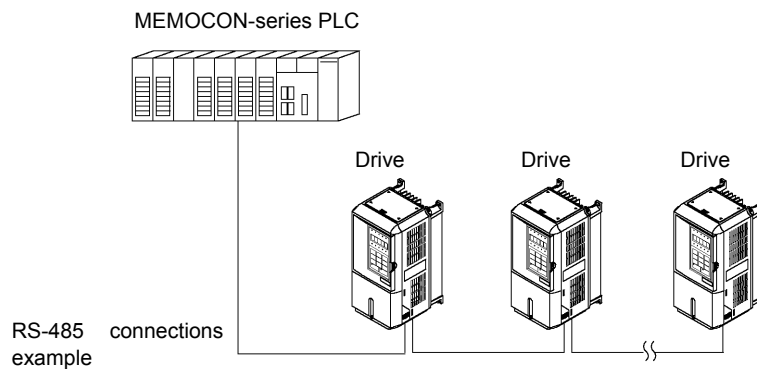 MEMOCON-series PLC
Drive
Drive
Drive
RS-485 connections
example